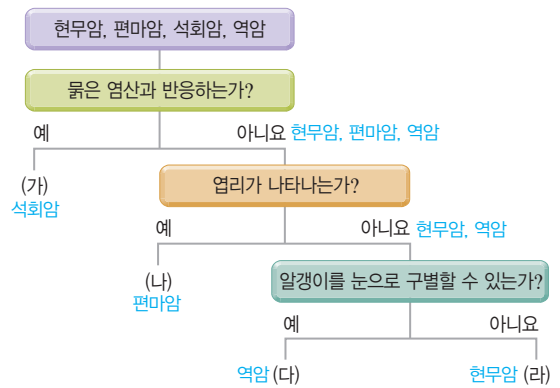 현무암, 편마암, 석회암, 역암
묽은 염산과 반응하는가?
예
아니요 현무암, 편마암, 역암
(가)
석회암
엽리가 나타나는가?
예
아니요 현무암, 역암
(나)
편마암
알갱이를 눈으로 구별할 수 있는가?
예
아니요
역암 (다)
현무암 (라)